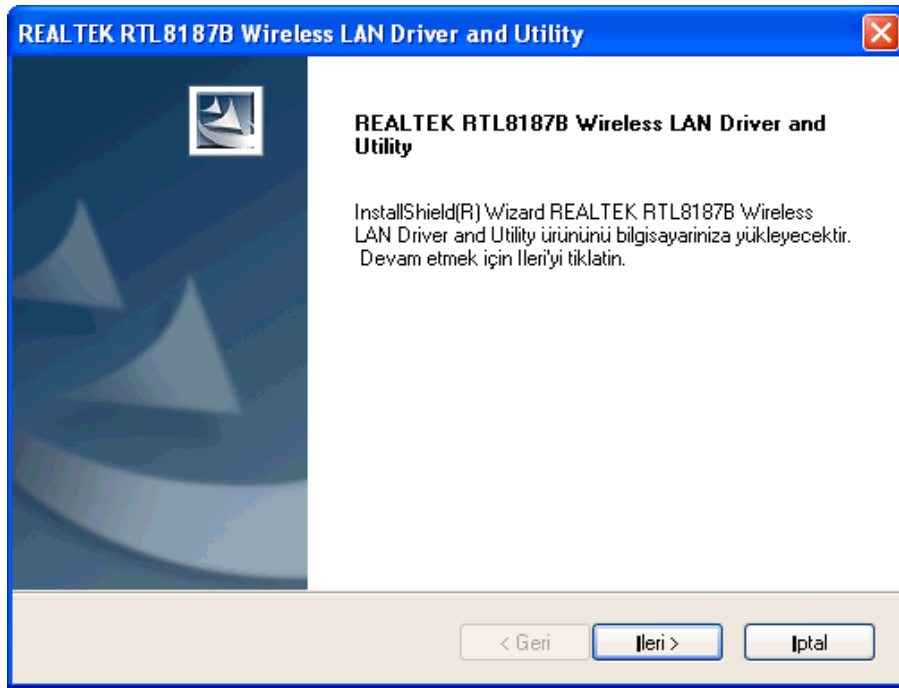 REALTEK RTL8187B Wireless LAN Driver and Utility
REALTEK RTL8187B Wireless LAN Driver and
Utility
InstallShield(R) Wizard REALTEK RTL8187B Wireless
LAN Driver and Utility ürününü bilgisayariniza yükleyecektir.
Devam etmek için Ileri'yi tiklatin.
< Geri
Ileri >
Iptal